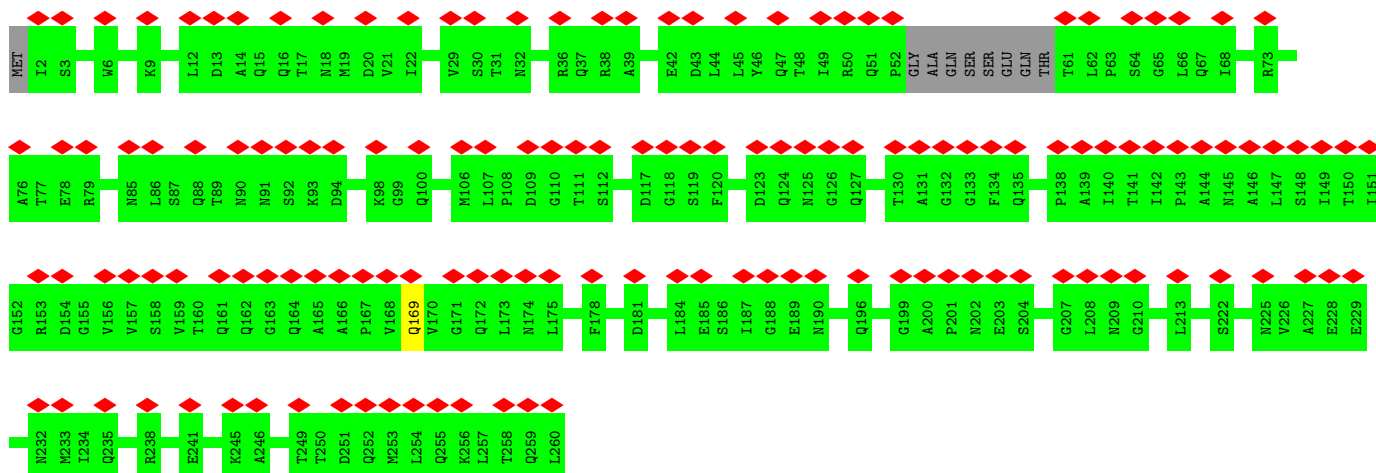 MET I2 S3 W6 K9 L12 D13 A14 Q15 Q16 T17 N18 M19 D20 V21 I22 V29 S30 T31 N32 R36 Q37 R38 A39 E42 D43 L44 L45 Y46 Q47 T48 I49 R50 Q51 P52 GLY ALA GLN SER SER GLU GLN THR T61 L62 P63 S64 G65 L66 Q67 I68 R73
A76 T77 E78 R79 N85 L86 S87 Q88 T89 N90 N91 S92 K93 D94 K98 G99 Q100 M106 L107 P108 D109 G110 T111 S112 D117 G118 S119 F120 D123 Q124 N125 G126 Q127 T130 A131 G132 G133 F134 Q135 P138 A139 I140 T141 I142 P143 A144 N145 A146 L147 S148 I149 T150 I151
G152 R153 D154 G155 V156 V157 S158 V159 T160 Q161 Q162 G163 Q164 A165 A166 P167 V168 Q169 V170 G171 Q172 L173 N174 L175 F178 D181 L184 E185 S186 I187 G188 E189 N190 Q196 G199 A200 P201 N202 E203 S204 G207 L208 N209 G210 L213 S222 N225 V226 A227 E228 E229
N232 M233 I234 Q235 R238 E241 K245 A246 T249 T250 D251 Q252 M253 L254 Q255 K256 L257 T258 Q259 L260